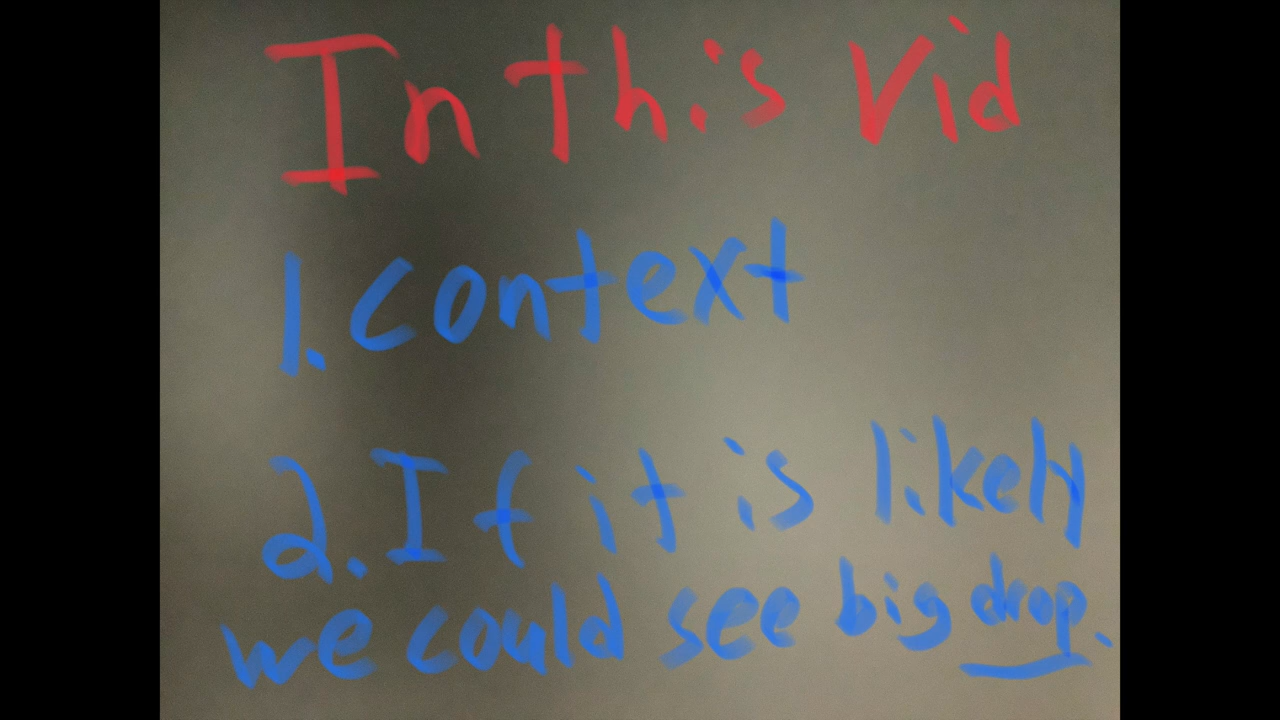 In this Vid
1. context
2. If it is likely
we could see big drop.